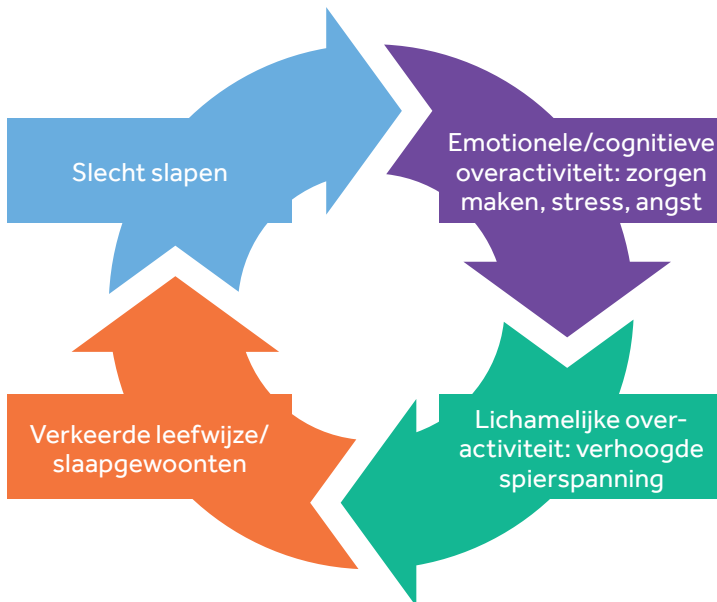 Slecht slapen
Emotionele/cognitieve
overactiviteit: zorgen
maken, stress, angst
Lichamelijke over-
activiteit: verhoogde
spierspanning
Verkeerde leefwijze/
slaapgewoonten